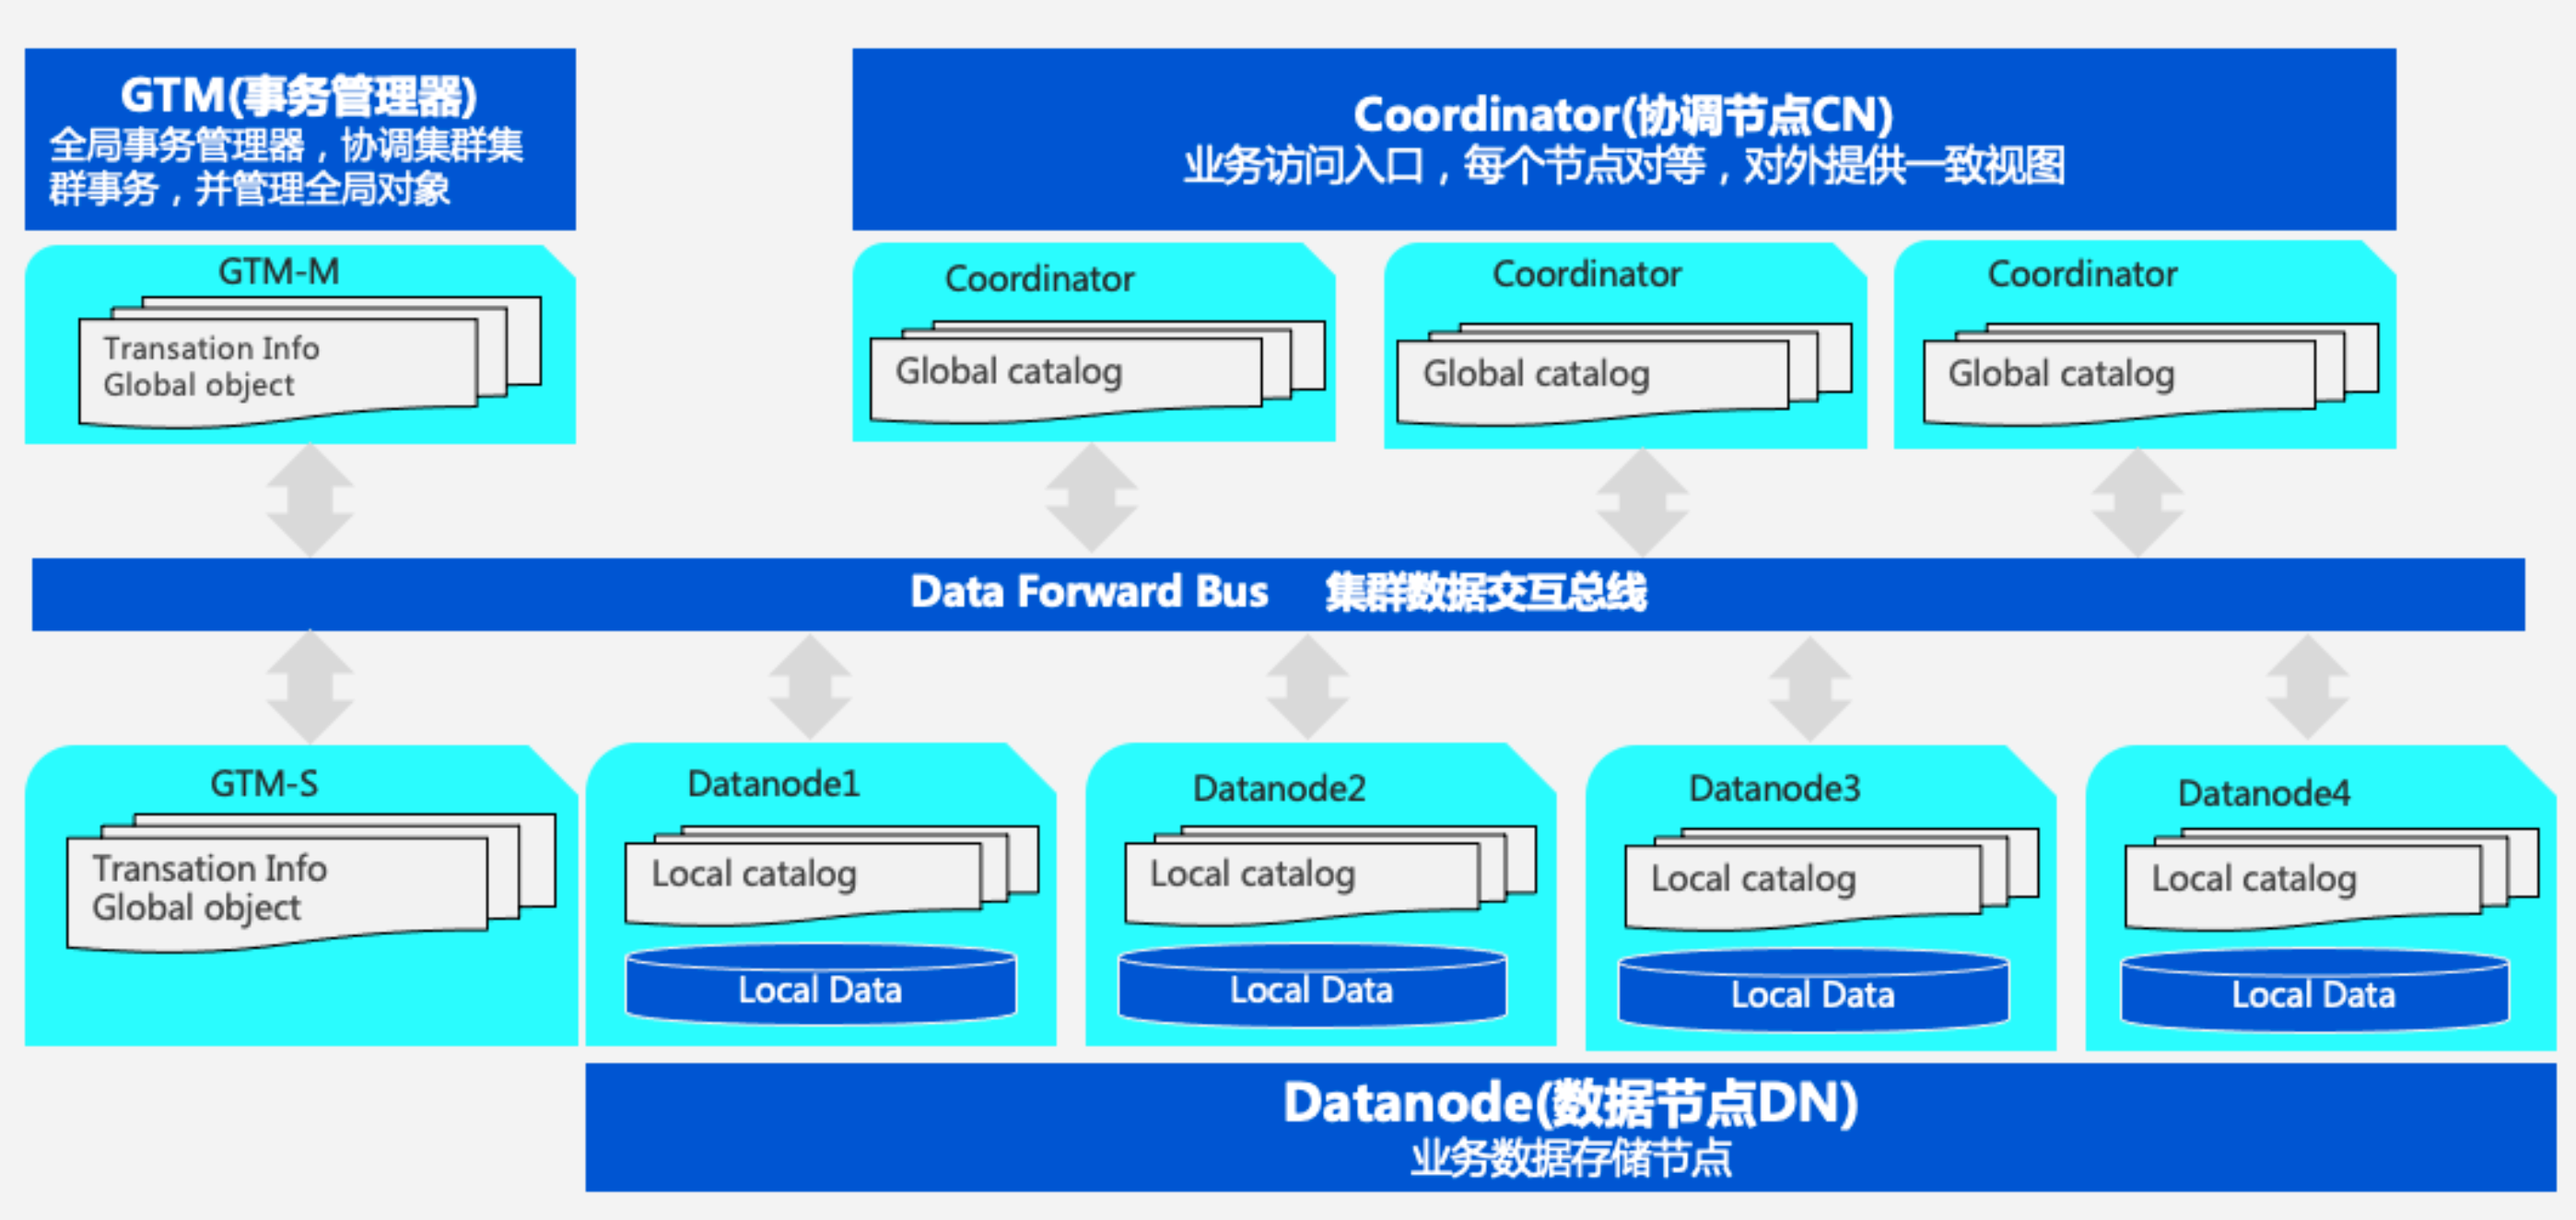 GTM(事务管理器)
全局事务管理器，协调集群集
群事务，并管理全局对象
Coordinator(协调节点CN)
业务访问入口，每个节点对等，对外提供一致视图
GTM-M
Transation Info
Global object
Coordinator
Global catalog
Coordinator
Global catalog
Coordinator
Global catalog
Data Forward Bus 集群数据交互总线
GTM-S
Transation Info
Global object
Datanode1
Local catalog
Local Data
Datanode2
Local catalog
Local Data
Datanode3
Local catalog
Local Data
Datanode4
Local catalog
Local Data
Datanode(数据节点DN)
业务数据存储节点